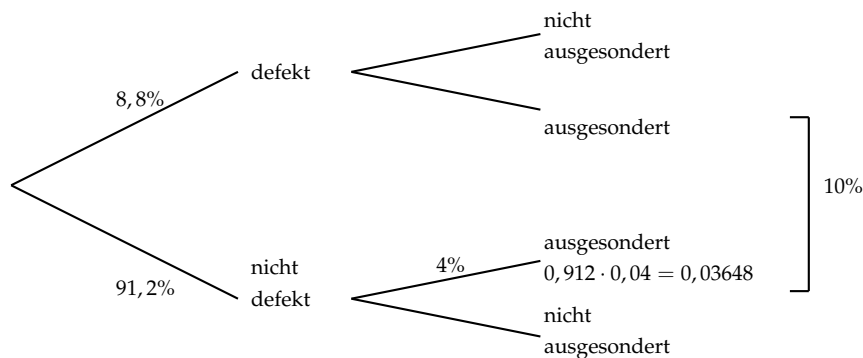 nicht
ausgesondert
8, 8%
defekt
ausgesondert
10%
ausgesondert
nicht
4%
0, 912 · 0, 04 = 0, 03648
91, 2%
defekt
nicht
ausgesondert